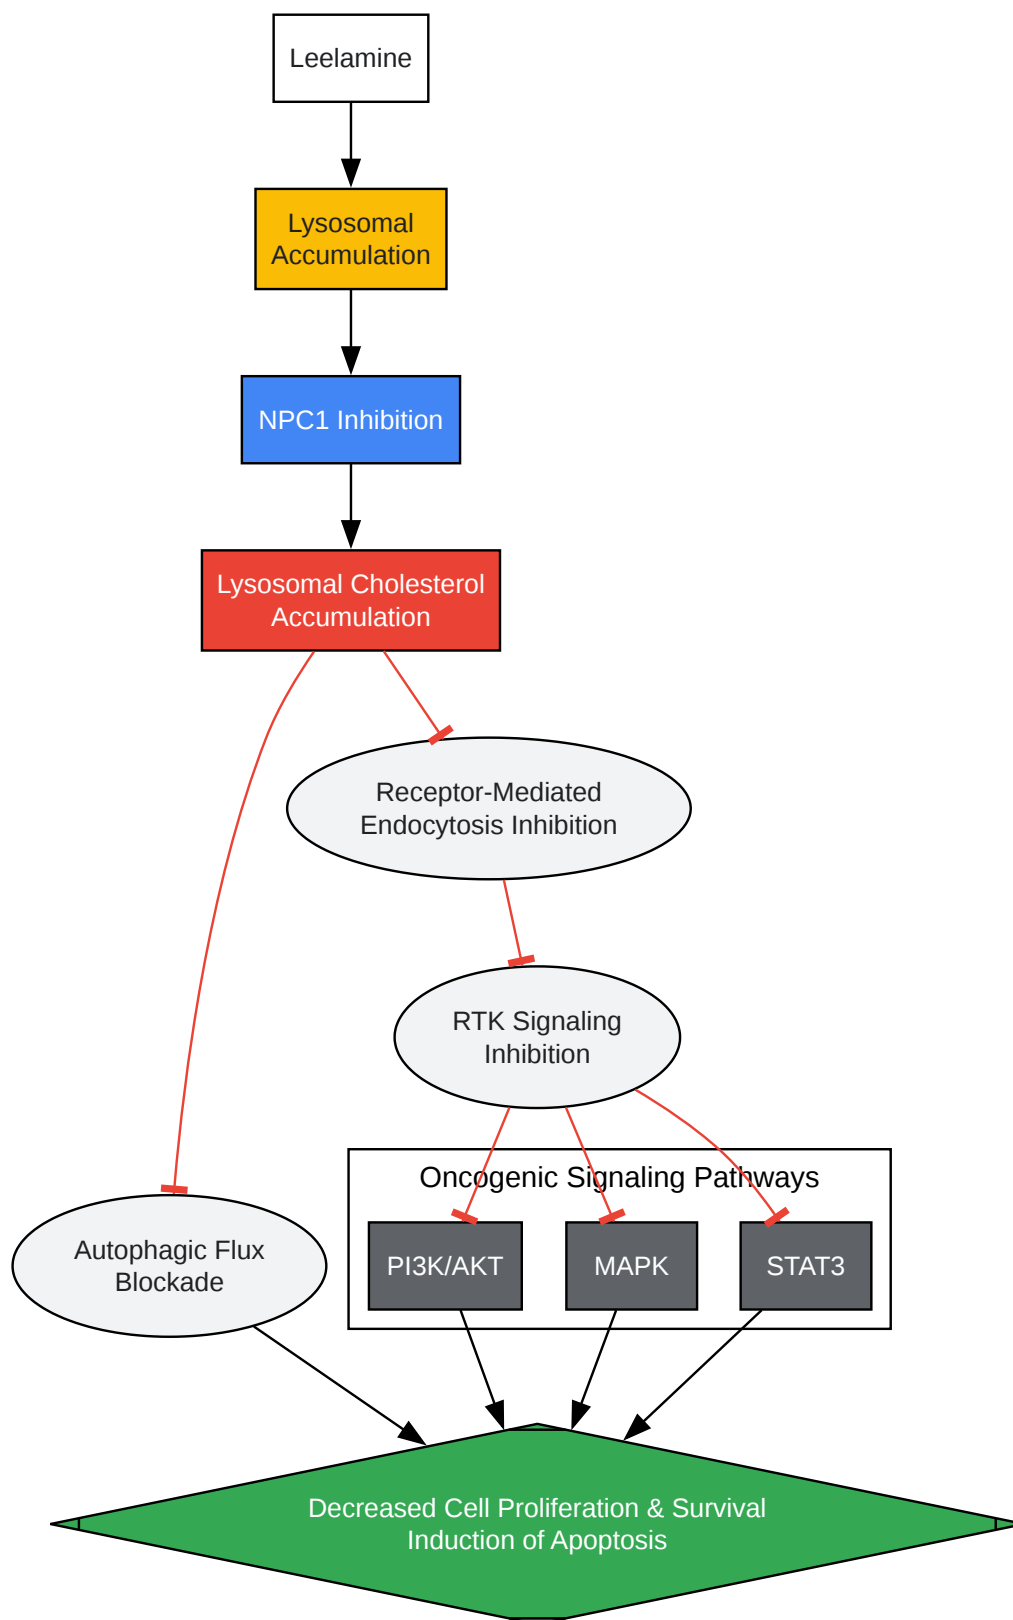 Leelamine
Lysosomal
Accumulation
NPC1 Inhibition
Lysosomal Cholesterol
Accumulation
Receptor-Mediated
Endocytosis Inhibition
RTK Signaling
Inhibition
Oncogenic Signaling Pathways
Autophagic Flux
Blockade
PI3K/AKT
MAPK
STAT3
Decreased Cell Proliferation & Survival
Induction of Apoptosis